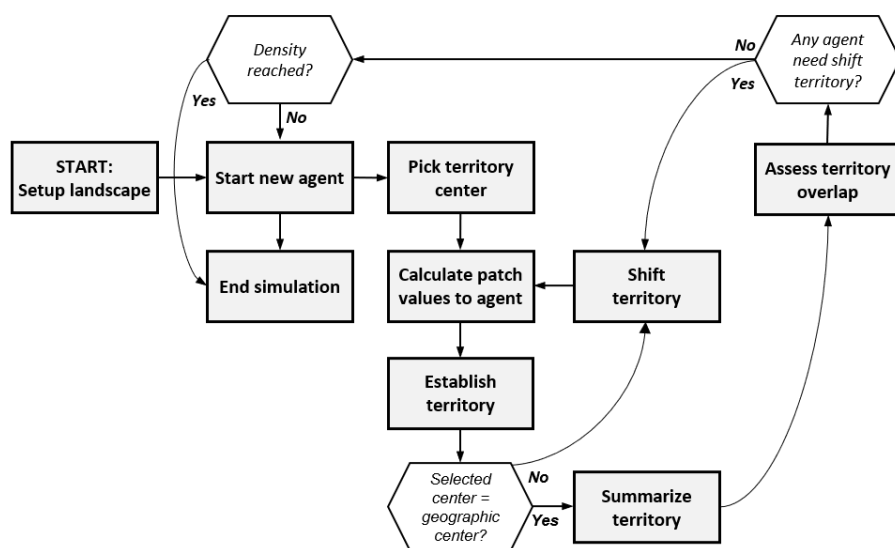 Density
reached?
No
Any agent
need shift
territory?
Yes
Yes
No
START:
Setup landscape
Start new agent
Pick territory
center
Assess territory
overlap
End simulation
Calculate patch
values to agent
Shift
territory
Establish
territory
Selected
center =
geographic
center?
No
Yes
Summarize
territory